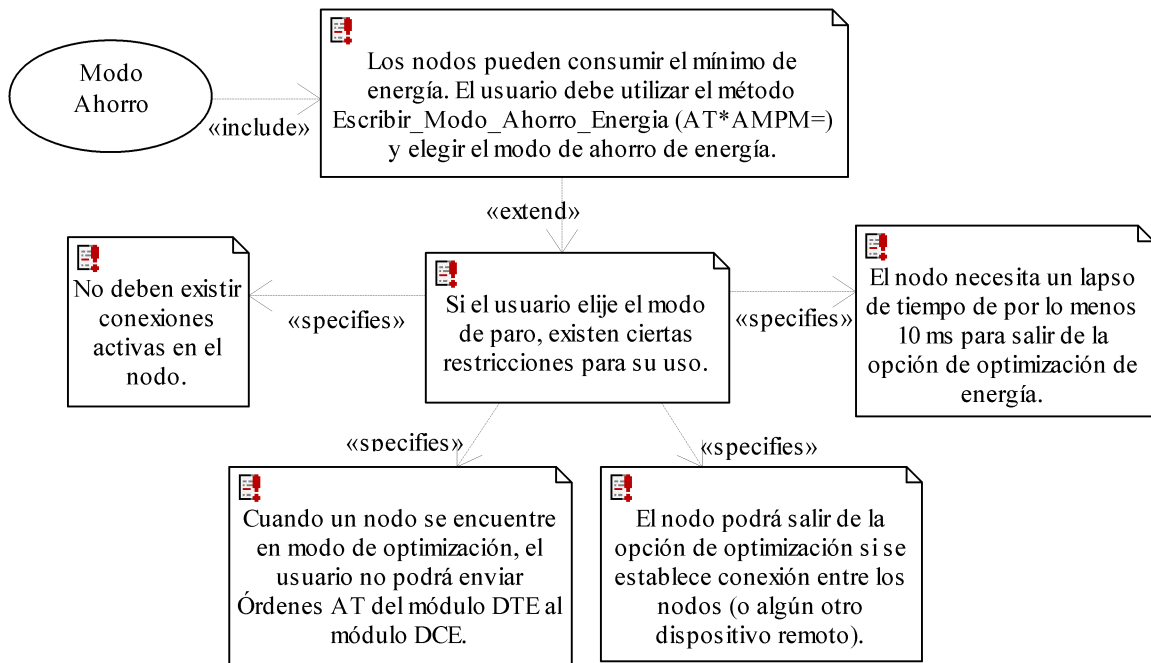 Modo
Ahorro
«include»
Los nodos pueden consumir el mínimo de
energía. El usuario debe utilizar el método
Escribir_Modo_Ahorro_Energia (AT*AMPM=)
y elegir el modo de ahorro de energía.
«extend»
No deben existir
conexiones
activas en el
nodo.
«specifies»
Si el usuario elije el modo
de paro, existen ciertas
restricciones para su uso.
«specifies»
El nodo necesita un lapso
de tiempo de por lo menos
10 ms para salir de la
opción de optimización de
energía.
«specifies»
«specifies»
Cuando un nodo se encuentre
en modo de optimización, el
usuario no podrá enviar
Órdenes AT del módulo DTE al
módulo DCE.
El nodo podrá salir de la
opción de optimización si se
establece conexión entre los
nodos (o algún otro
dispositivo remoto).